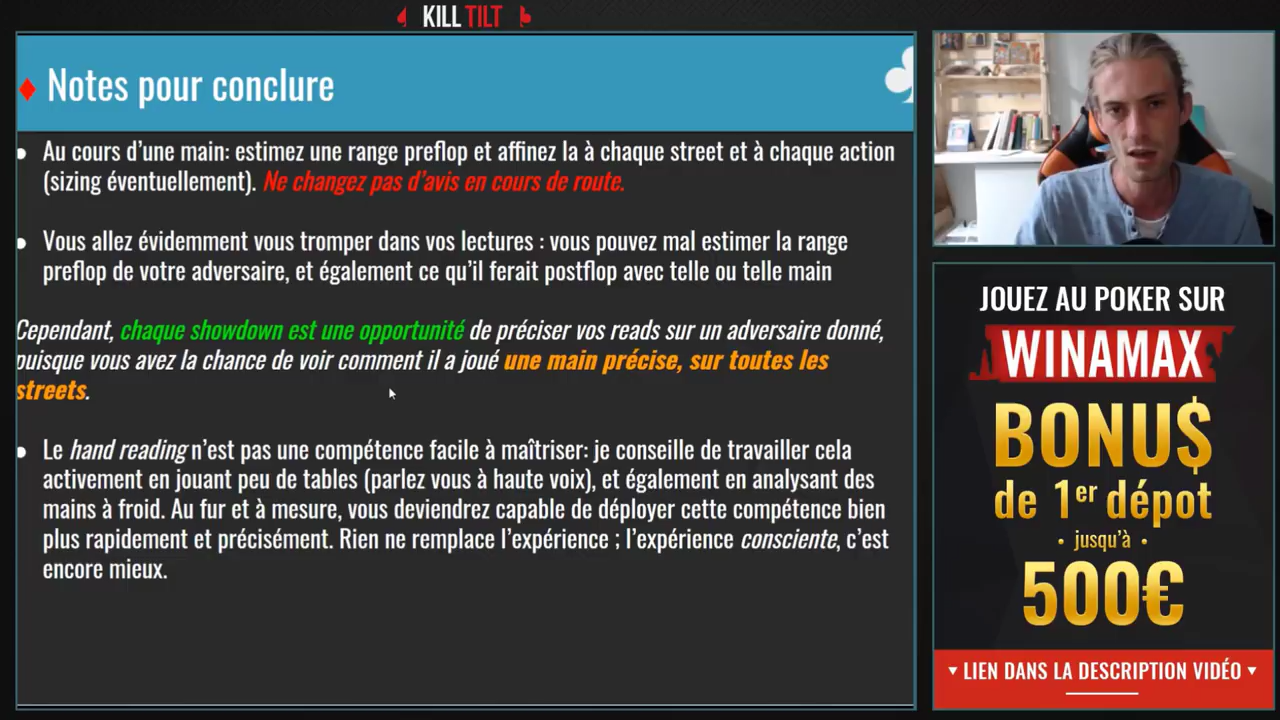 KILL TILT
Notes pour conclure
Au cours d'une main: estimez une range preflop et affinez la à chaque street et à chaque action
(sizing éventuellement). Ne changez pas d'avis en cours de route.
Vous allez évidemment vous tromper dans vos lectures : vous pouvez mal estimer la range
preflop de votre adversaire, et également ce qu'il ferait postflop avec telle ou telle main
Cependant, chaque showdown est une opportunité de préciser vos reads sur un adversaire donné,
puisque vous avez la chance de voir comment il a joué une main précise, sur toutes les
streets.
Le hand reading n'est pas une compétence facile à maîtriser: je conseille de travailler cela
activement en jouant peu de tables (parlez vous à haute voix), et également en analysant des
mains à froid. Au fur et à mesure, vous deviendrez capable de déployer cette compétence bien
plus rapidement et précisément. Rien ne remplace l'expérience ; l'expérience consciente, c'est
encore mieux.
JOUEZ AU POKER SUR
WINAMAX
BONU$
de 1er dépot
• jusqu'à •
500€
▼ LIEN DANS LA DESCRIPTION VIDÉO ▼